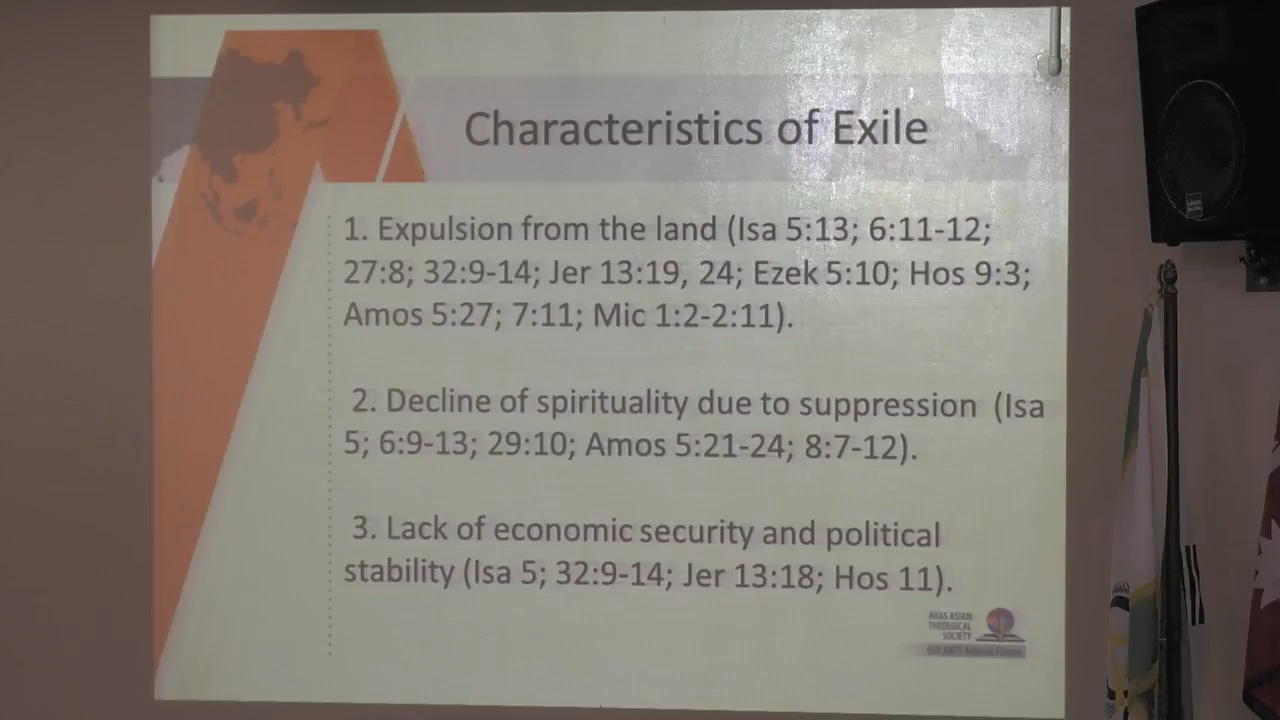 Characteristics of Exile
1. Expulsion from the land (Isa 5:13; 6:11-12;
27:8; 32:9-14; Jer 13:19, 24; Ezek 5:10; Hos 9:3;
Amos 5:27; 7:11; Mic 1:2-2:11).
2. Decline of spirituality due to suppression (Isa
5; 6:9-13; 29:10; Amos 5:21-24; 8:7-12).
3. Lack of economic security and political
stability (Isa 5; 32:9-14; Jer 13:18; Hos 11).
ASIAN
THEOLOGICAL
SOCIETY